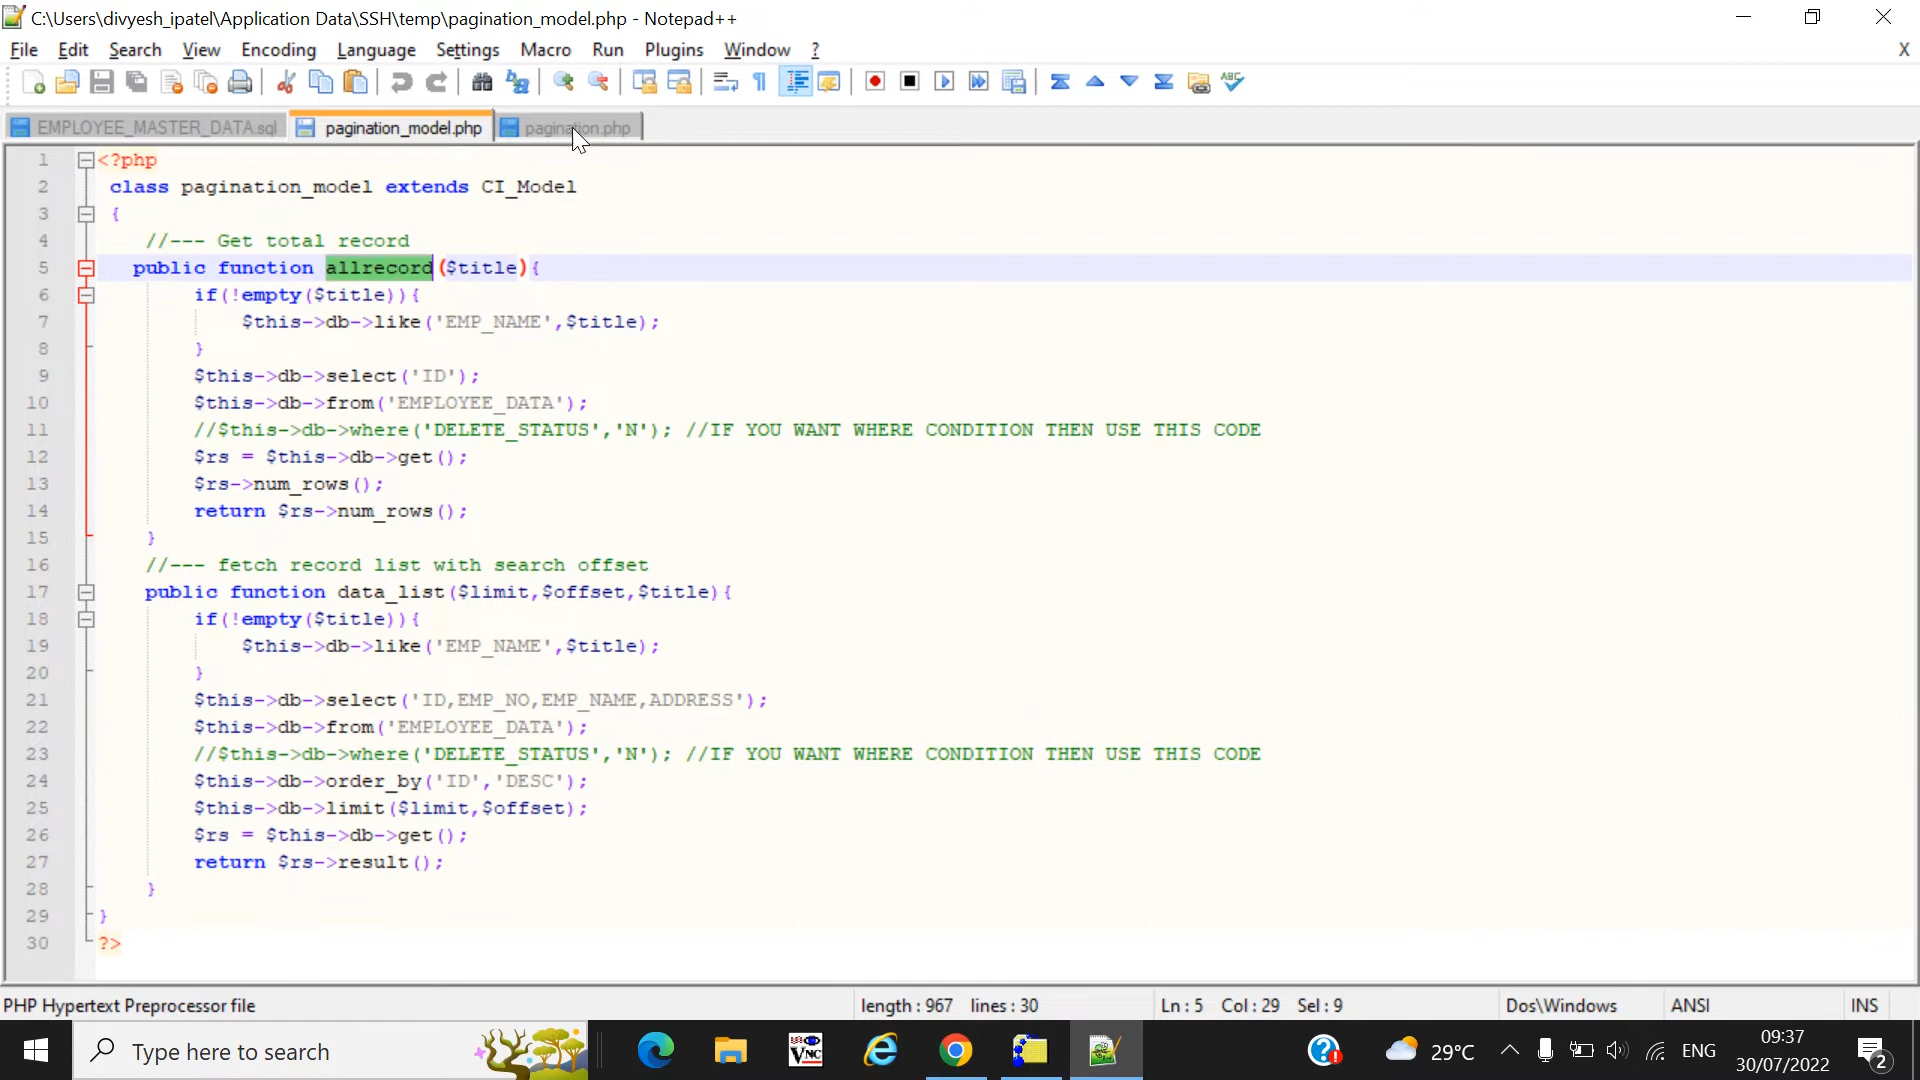 C:\Users\divyesh_ipatel\Application Data\SSH\temp\pagination_model.php - Notepad++
File Edit Search View Encoding Language Settings Macro Run Plugins Window ? X
EMPLOYEE_MASTER_DATA.sql pagination_model.php pagination.php
1 <?php
2 class pagination_model extends CI_Model
3 {
4 //--- Get total record
5 public function allrecord($title){
6 if(!empty($title)){
7 $this->db->like('EMP_NAME',$title);
8 }
9 $this->db->select('ID');
10 $this->db->from('EMPLOYEE_DATA');
11 //$this->db->where('DELETE_STATUS','N'); //IF YOU WANT WHERE CONDITION THEN USE THIS CODE
12 $rs = $this->db->get();
13 $rs->num_rows();
14 return $rs->num_rows();
15 }
16 //--- fetch record list with search offset
17 public function data_list($limit,$offset,$title){
18 if(!empty($title)){
19 $this->db->like('EMP_NAME',$title);
20 }
21 $this->db->select('ID,EMP_NO,EMP_NAME,ADDRESS');
22 $this->db->from('EMPLOYEE_DATA');
23 //$this->db->where('DELETE_STATUS','N'); //IF YOU WANT WHERE CONDITION THEN USE THIS CODE
24 $this->db->order_by('ID','DESC');
25 $this->db->limit($limit,$offset);
26 $rs = $this->db->get();
27 return $rs->result();
28 }
29 }
30 ?>
PHP Hypertext Preprocessor file length : 967 lines : 30 Ln : 5 Col : 29 Sel : 9 Dos\Windows ANSI INS
Type here to search VNC 29°C ENG 09:37
30/07/2022 2